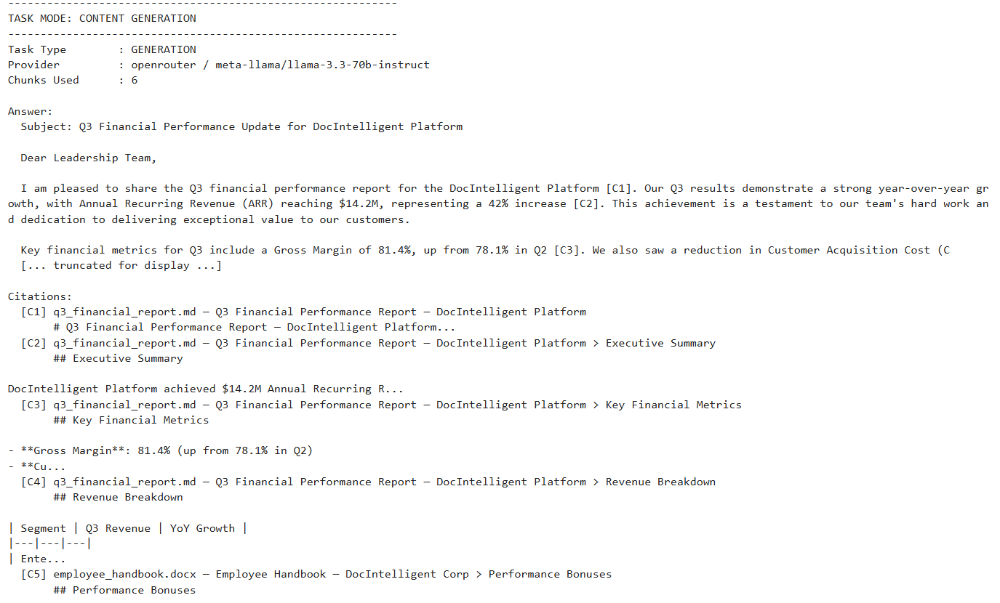 ------------------------------------------------------------
TASK MODE: CONTENT GENERATION
------------------------------------------------------------
Task Type        : GENERATION
Provider         : openrouter / meta-llama/llama-3.3-70b-instruct
Chunks Used      : 6

Answer:
  Subject: Q3 Financial Performance Update for DocIntelligent Platform

  Dear Leadership Team,

  I am pleased to share the Q3 financial performance report for the DocIntelligent Platform [C1]. Our Q3 results demonstrate a strong year-over-year gr
owth, with Annual Recurring Revenue (ARR) reaching $14.2M, representing a 42% increase [C2]. This achievement is a testament to our team's hard work an
d dedication to delivering exceptional value to our customers.

  Key financial metrics for Q3 include a Gross Margin of 81.4%, up from 78.1% in Q2 [C3]. We also saw a reduction in Customer Acquisition Cost (C
  [... truncated for display ...]

Citations:
  [C1] q3_financial_report.md — Q3 Financial Performance Report — DocIntelligent Platform
       # Q3 Financial Performance Report — DocIntelligent Platform...
  [C2] q3_financial_report.md — Q3 Financial Performance Report — DocIntelligent Platform > Executive Summary
       ## Executive Summary

DocIntelligent Platform achieved $14.2M Annual Recurring R...
  [C3] q3_financial_report.md — Q3 Financial Performance Report — DocIntelligent Platform > Key Financial Metrics
       ## Key Financial Metrics

- **Gross Margin**: 81.4% (up from 78.1% in Q2)
- **Cu...
  [C4] q3_financial_report.md — Q3 Financial Performance Report — DocIntelligent Platform > Revenue Breakdown
       ## Revenue Breakdown

| Segment | Q3 Revenue | YoY Growth |
|---|---|---|
| Ente...
  [C5] employee_handbook.docx — Employee Handbook — DocIntelligent Corp > Performance Bonuses
       ## Performance Bonuses